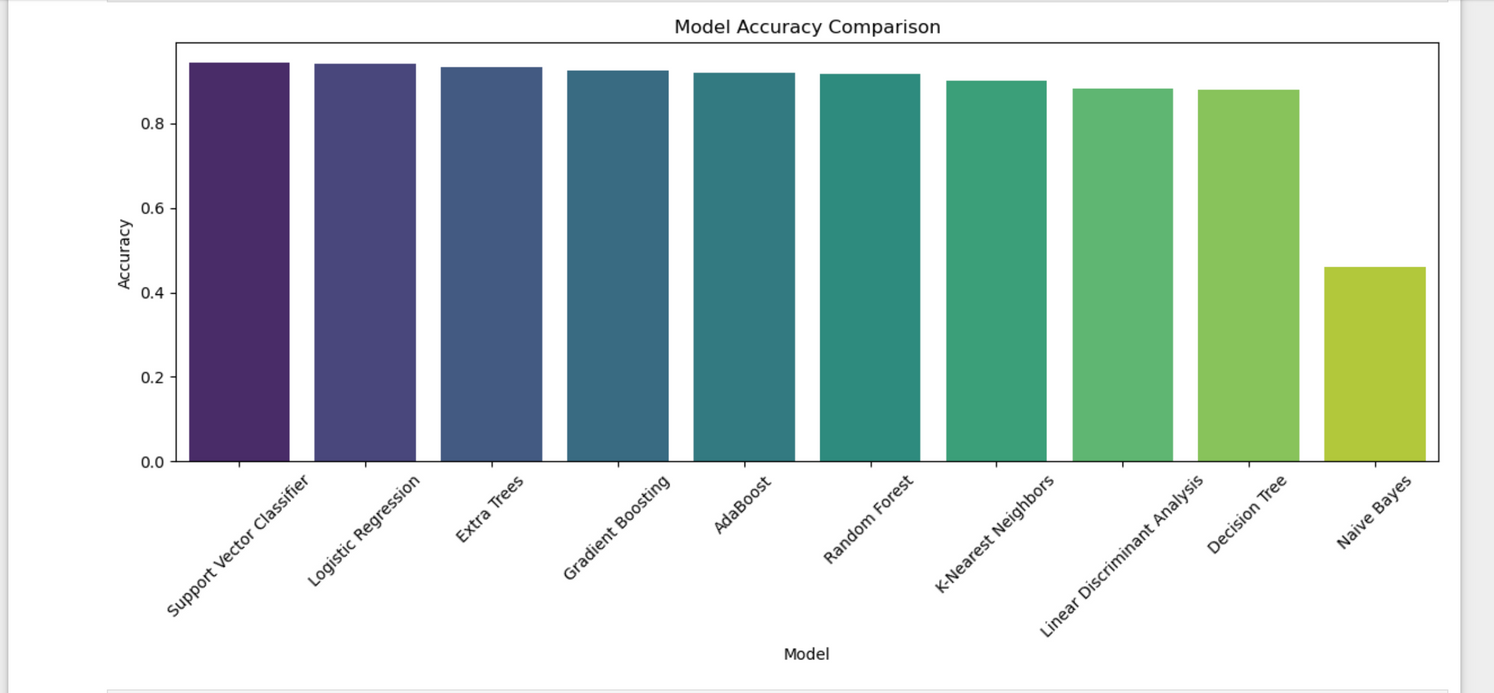 Model Accuracy Comparison
0.8
0.6
0.4
0.2
0.0
Accuracy
Support Vector Classifier
Logistic Regression
Extra Trees
Gradient Boosting
AdaBoost
Random Forest
K-Nearest Neighbors
Linear Discriminant Analysis
Decision Tree
Naive Bayes
Model